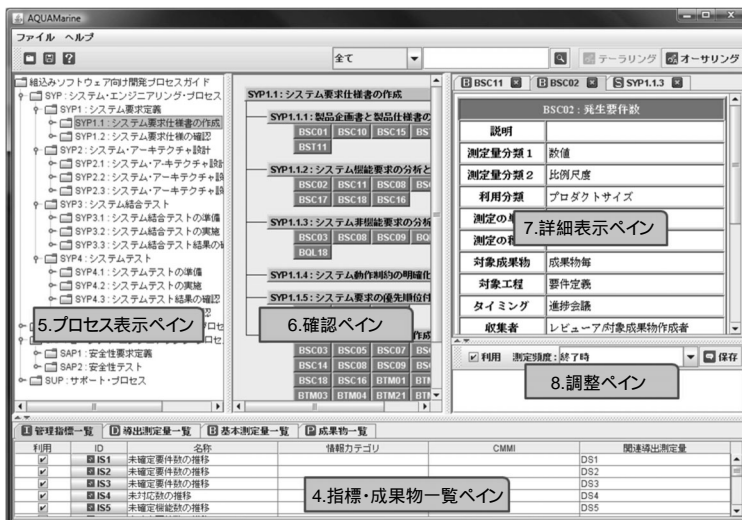 AQUAMarine
ファイル ヘルプ
全て
テーラリング オーサリング
組込みソフトウェア向け開発プロセスガイド
SYP:システム・エンジニアリング・プロセス
SYP1:システム要求定義
SYP1.1:システム要求仕様書の作成
SYP1.2:システム要求仕様の確認
SYP2:システム・アーキテクチャ設計
SYP2.1:システム・アーキテクチャ設計
SYP2.2:システム・アーキテクチャ設
SYP2.3:システム・アーキテクチャ設
SYP3:システム結合テスト
SYP3.1:システム結合テストの準備
SYP3.2:システム結合テストの実施
SYP3.3:システム結合テスト結果の
SYP4:システムテスト
SYP4.1:システムテストの準備
SYP4.2:システムテストの実施
SYP4.3:システムテスト結果の確認
5.プロセス表示ペイン
SAP1:安全性要求定義
SAP2:安全性テスト
SUP:サポート・プロセス
SYP1.1:システム要求仕様書の作成
SYP1.1.1:製品企画書と製品仕様書の
BSC01 BSC10 BSC15
BST11
SYP1.1.2:システム機能要求の分析と
BSC02 BSC11 BSC08
BSC17 BSC18 BSC16
SYP1.1.3:システム非機能要求の分析
BSC03 BSC08 BSC09
BQL18
SYP1.1.4:システム動作制約の明確化
SYP1.1.5:システム要求の優先順位付
6.確認ペイン
作成
BSC03 BSC05 BSC07
BSC14 BSC08 BSC09
BSC18 BSC16 BTM01
BTM03 BTM04 BTM21
BSC11 BSC02 SYP1.1.3
BSC02:発生要件数
説明
測定量分類1 数値
測定量分類2 比例尺度
利用分類 プロダクトサイズ
測定の
7.詳細表示ペイン
測定の
対象成果物 成果物毎
対象工程 要件定義
タイミング 進捗会議
収集者 レビューア/対象成果物作成者
利用 測定頻度:終了時 保存
8.調整ペイン
管理指標一覧 導出測定量一覧 基本測定量一覧 成果物一覧
利用 ID 名称 情報カテゴリ CMMI 関連導出測定量
IS1 未確定要件数の推移 DS1
IS2 未確定要件数の推移 DS2
IS3 未確定要件数の推移 DS3
IS4 未対応数の推移 DS4
IS5 未確定機能数の推移 DS5
4.指標・成果物一覧ペイン